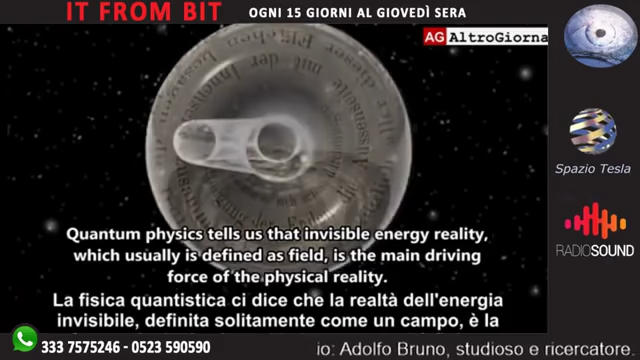 IT FROM BIT
OGNI 15 GIORNI AL GIOVEDÌ SERA
AG AltroGiorna
Spazio Tesla
RADIOSOUND
Quantum physics tells us that invisible energy reality,
which usually is defined as field, is the main driving
force of the physical reality.
La fisica quantistica ci dice che la realtà dell'energia
invisibile, definita solitamente come un campo, è la
333 7575246 - 0523 590590
io: Adolfo Bruno, studioso e ricercatore.